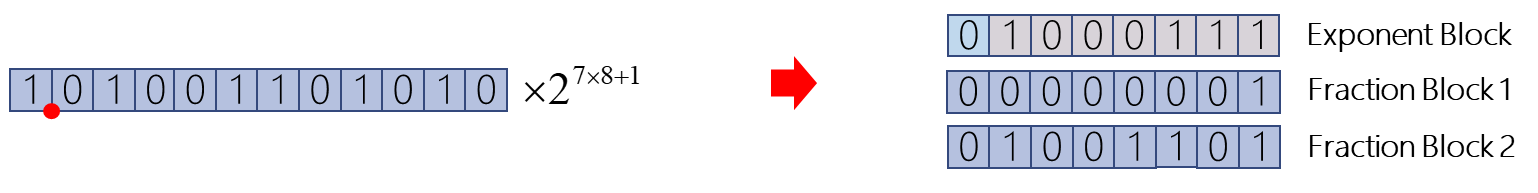 1 0 1 0 0 1 1 0 1 0 1 0 ×2^{7×8+1}
0 1 0 0 0 1 1 1 Exponent Block
0 0 0 0 0 0 0 1 Fraction Block 1
0 1 0 0 1 1 0 1 Fraction Block 2